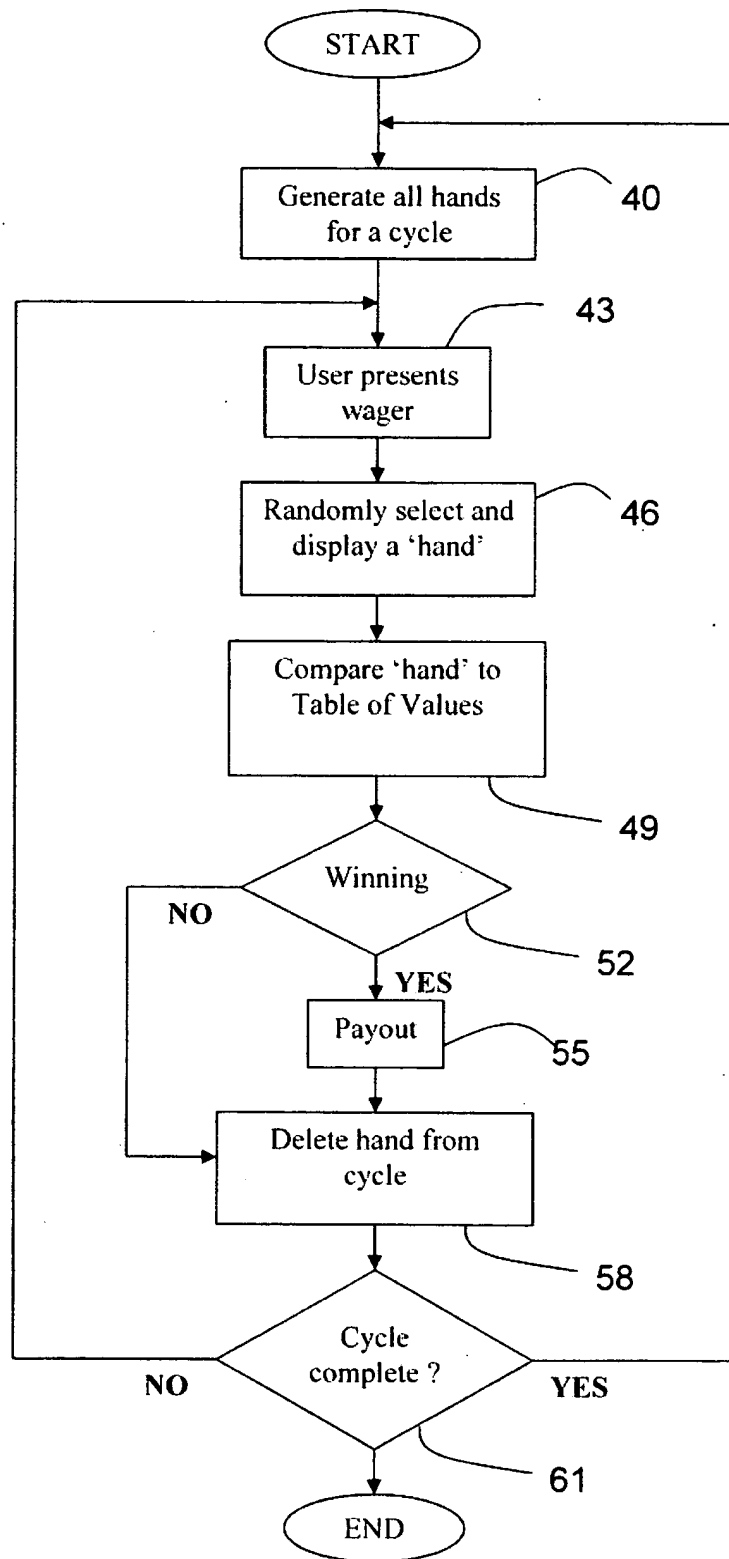 START
Generate all hands
for a cycle
40
43
User presents
wager
Randomly select and
display a ‘hand’
46
Compare ‘hand’ to
Table of Values
49
Winning
NO
52
YES
Payout
55
Delete hand from
cycle
58
Cycle
complete ?
NO
YES
61
END